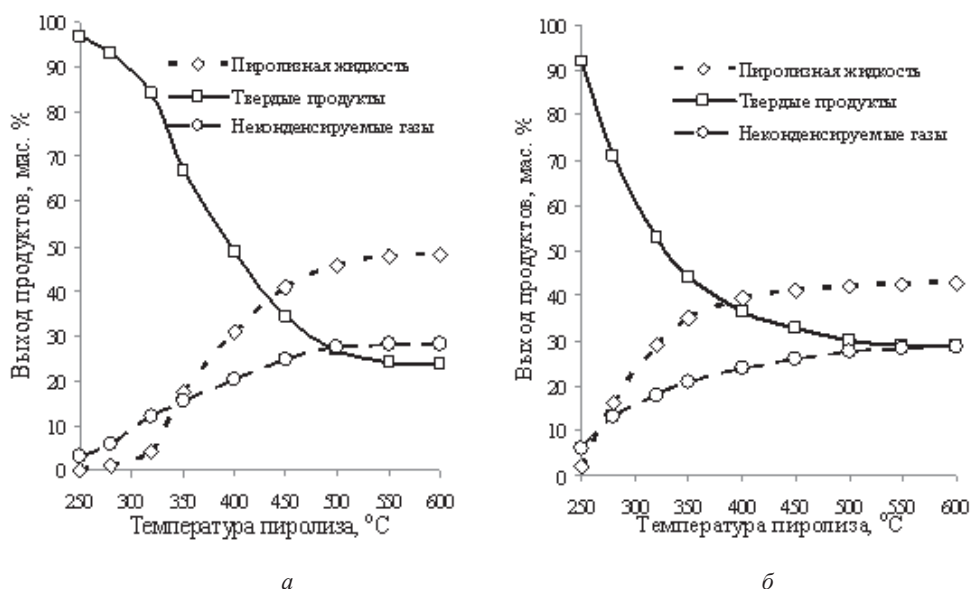 100
90
80
70
60
50
40
30
20
10
0
Выход продуктов, мас. %
Пиролизная жидкость
Твердые продукты
Неконденсируемые газы
250 300 350 400 450 500 550 600
Температура пиролиза, °C
а
100
90
80
70
60
50
40
30
20
10
0
Выход продуктов, мас. %
Пиролизная жидкость
Твердые продукты
Неконденсируемые газы
250 300 350 400 450 500 550 600
Температура пиролиза, °C
б